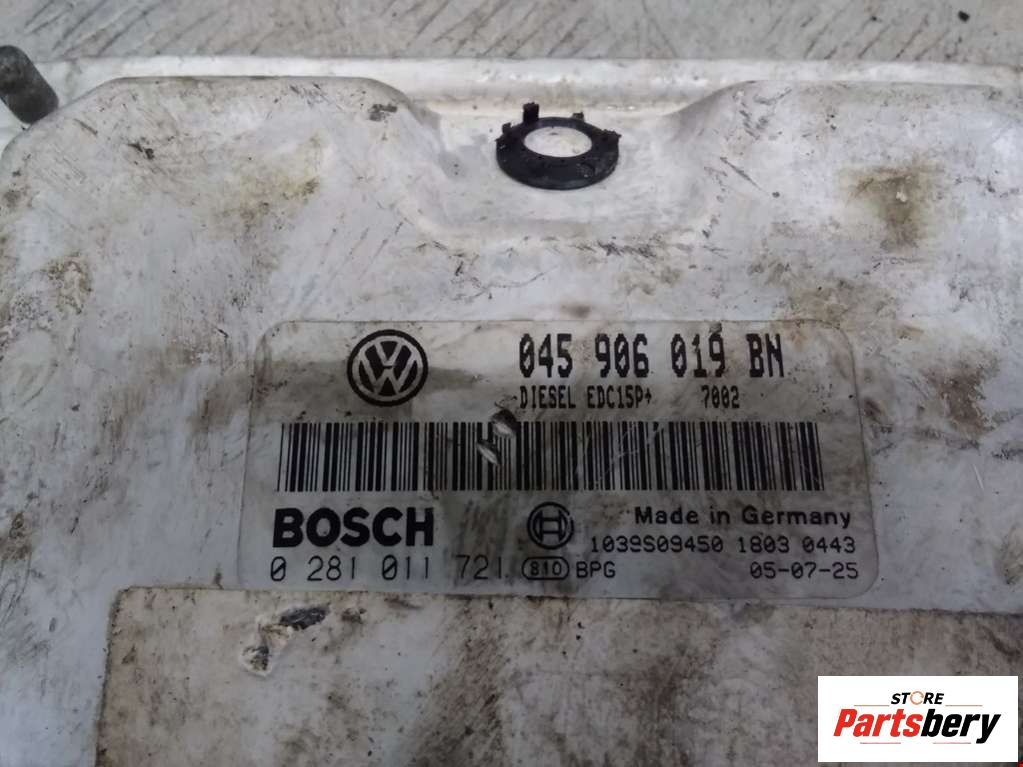 VW
045 906 019 BN
DIESEL EDC15P+ 7002
BOSCH
Made in Germany
1039S09450 1803 0443
0 281 011 721 810 BPG 05-07-25
STORE
Partsbery